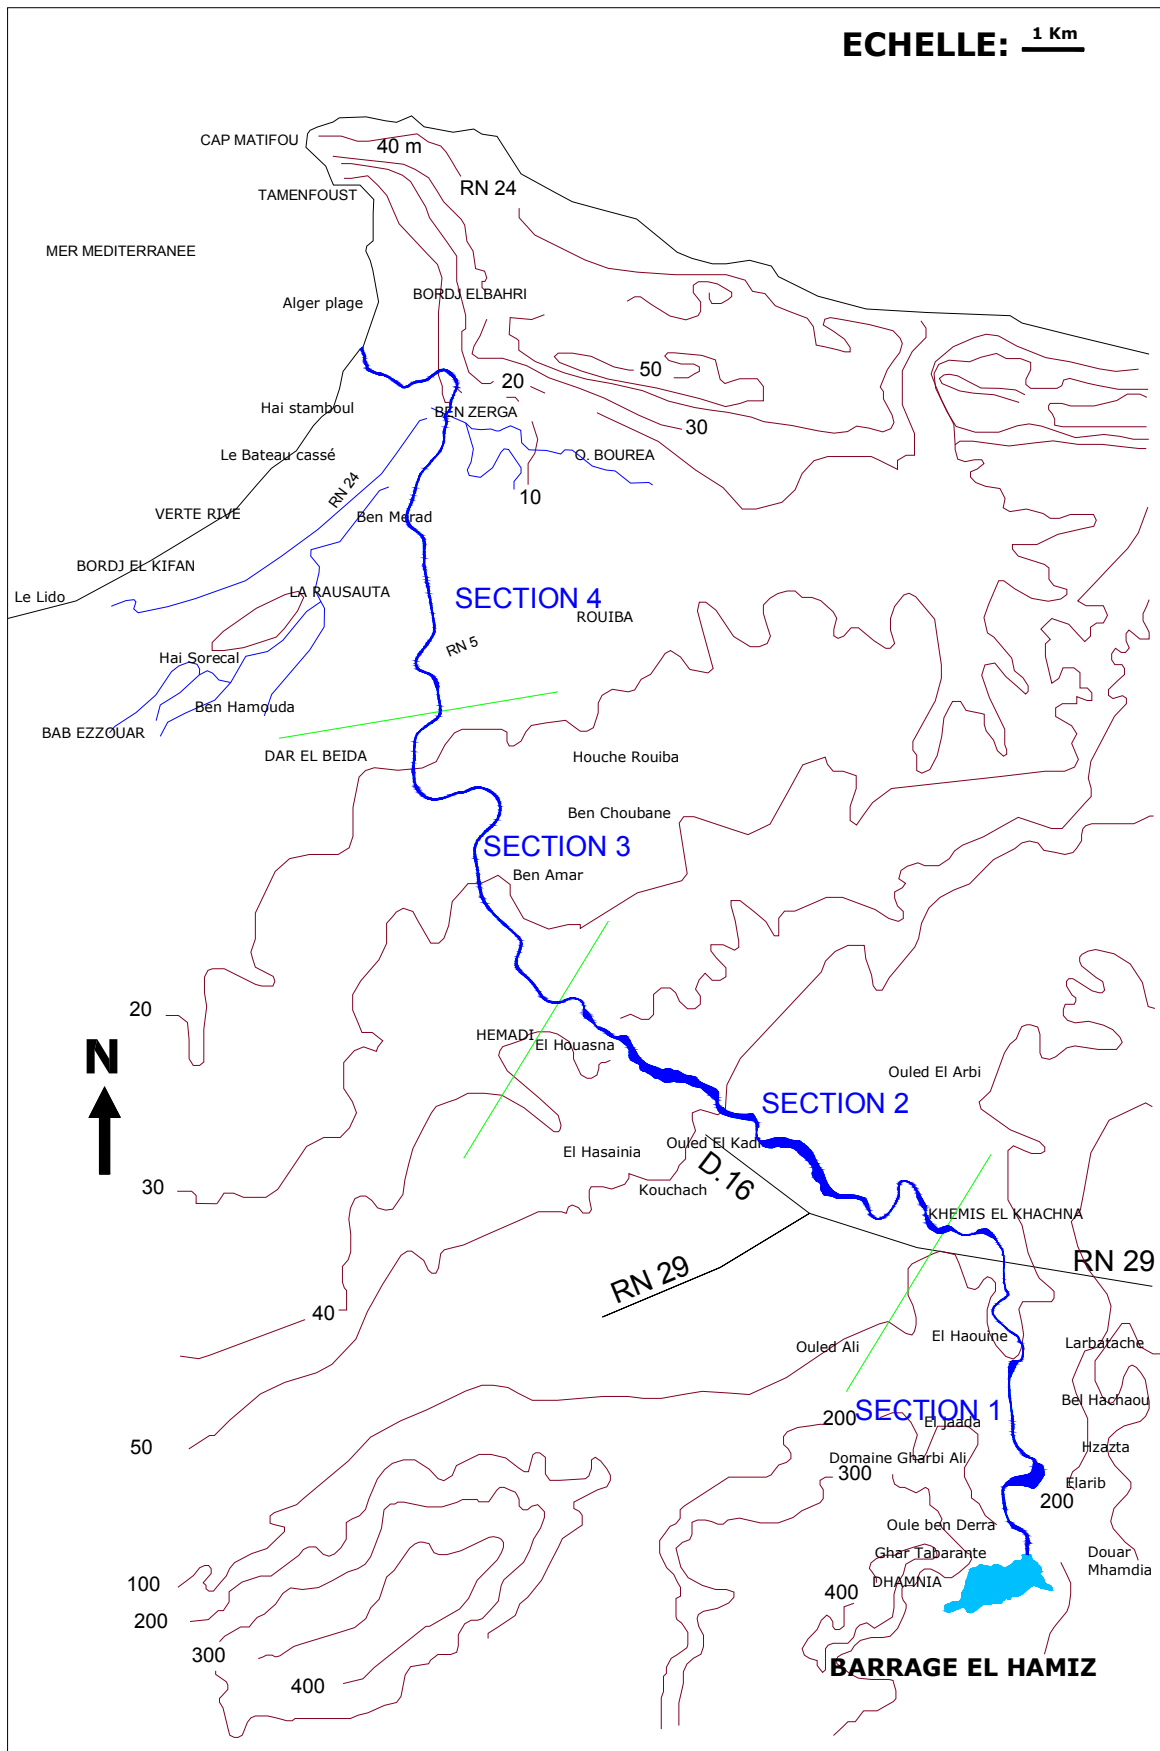 ECHELLE: 1 Km
CAP MATIFOU
40 m
RN 24
TAMENFOUST
MER MEDITERRANEE
BORDJ ELBAHRI
Alger plage
50
20
Hai stamboul
BEN ZERGA
30
Le Bateau cassé
O. BOUREA
RN 24
10
VERTE RIVE
Ben Merad
BORDJ EL KIFAN
Le Lido
LA RAUSAUTA
SECTION 4
ROUIBA
RN 5
Hai Sorecal
Ben Hamouda
BAB EZZOUAR
DAR EL BEIDA
Houche Rouiba
Ben Choubane
SECTION 3
Ben Amar
20
HEMADI
El Houasna
N
Ouled El Arbi
SECTION 2
Ouled El Kadi
El Hasainia
D.16
30
Kouchach
KHEMIS EL KHACHNA
RN 29
RN 29
40
El Haouine
Ouled Ali
Larbatache
Bel Hachaou
200
SECTION 1
El Jaada
50
Hzazta
Domaine Gharbi Ali
300
Elarib
200
Oule ben Derra
Ghar Tabarante
Douar
Mhamdia
100
DHAMNIA
400
200
300
BARRAGE EL HAMIZ
400